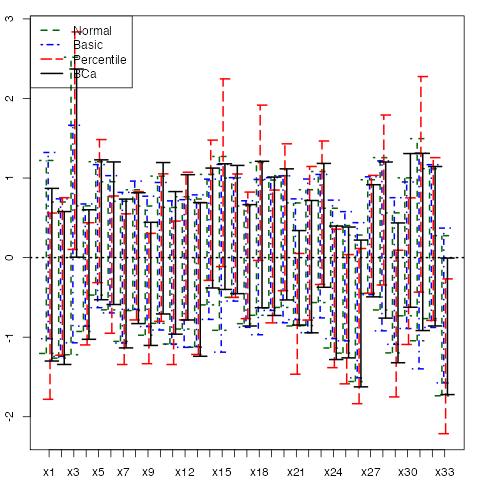 Normal
Basic
Percentile
BCa
3
2
1
0
-1
-2
x1 x3 x5 x7 x9 x12 x15 x18 x21 x24 x27 x30 x33